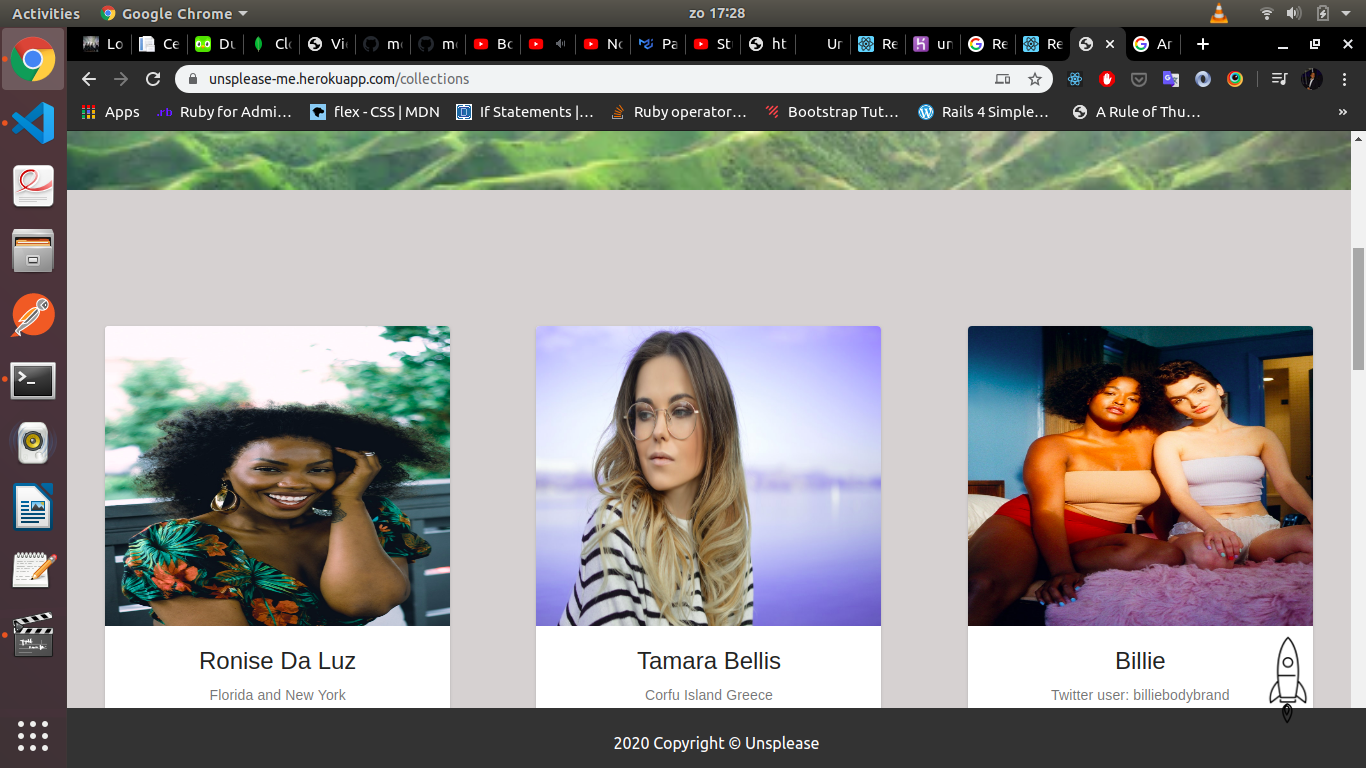 Activities Google Chrome zo 17:28
Lo Ce Du Clo Vi m m Bo No Pa St ht Ur Re ur Re Re Ar
unsplease-me.herokuapp.com/collections
Apps .rb Ruby for Admi… flex - CSS | MDN If Statements |… Ruby operator… Bootstrap Tut… Rails 4 Simple… A Rule of Thu… »
Ronise Da Luz Tamara Bellis Billie
Florida and New York Corfu Island Greece Twitter user: billiebodybrand
2020 Copyright © Unsplease